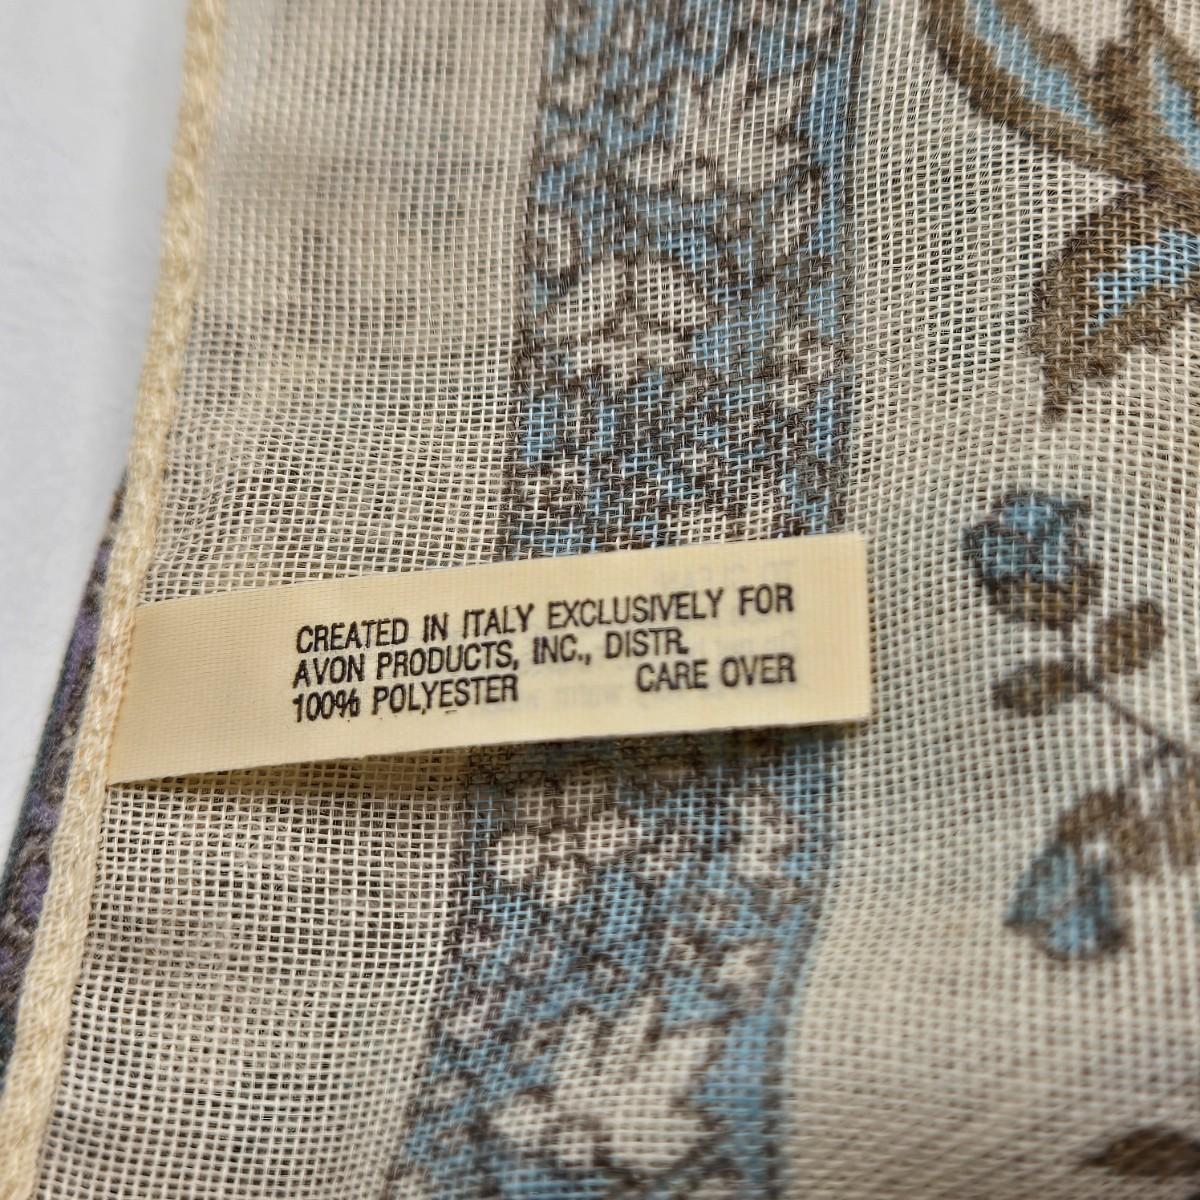 CREATED IN ITALY EXCLUSIVELY FOR
AVON PRODUCTS, INC., DISTR.
100% POLYESTER CARE OVER